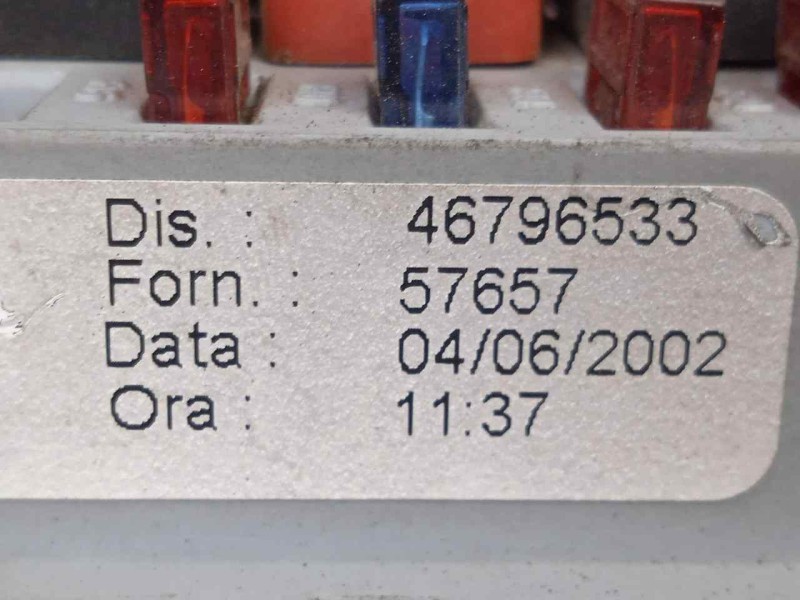 Dis. : 46796533
Forn. : 57657
Data : 04/06/2002
Ora : 11:37